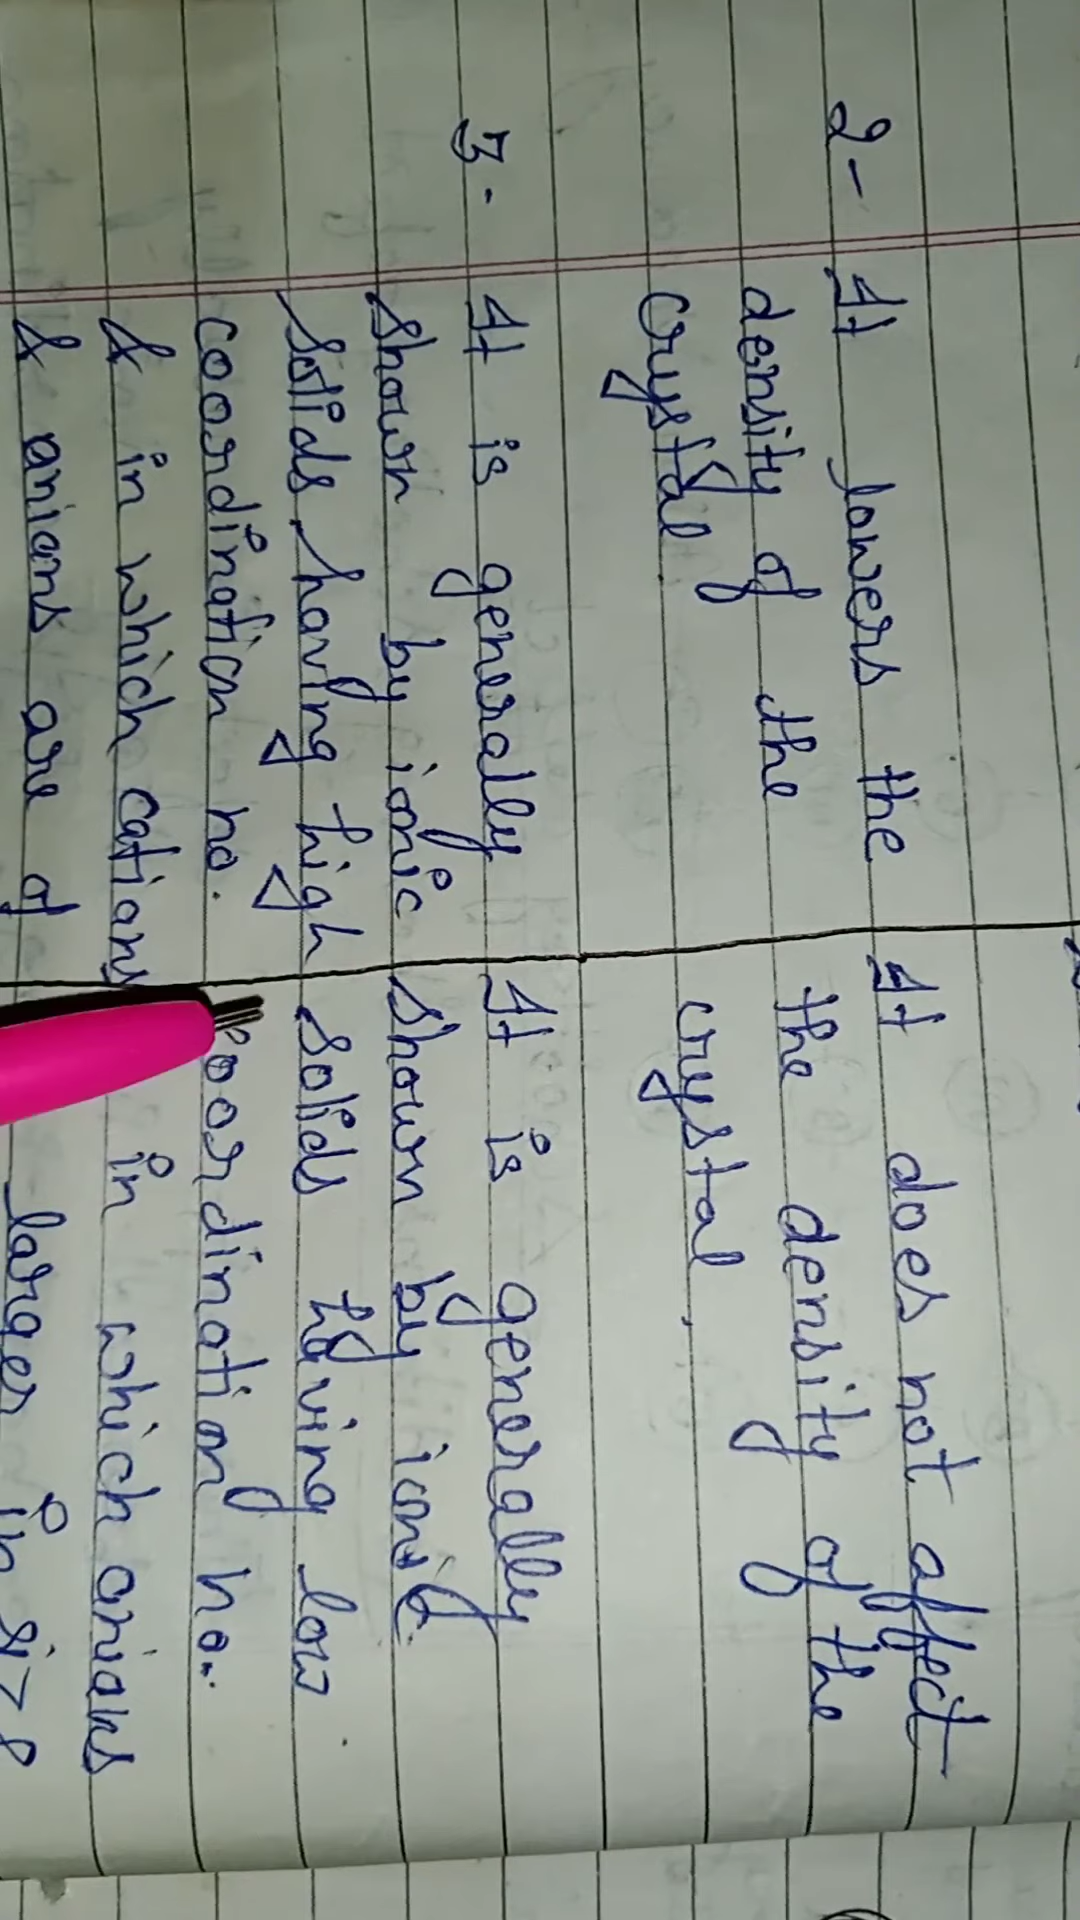 2- It lowers the
density of the
crystal
It does not affect
the density of the
crystal.
3. It is generally
shown by ionic
solids having high
coordination no.
& in which cations
& anians are of
It is generally
shown by ionic
solids having low
coordination no.
in which anions
larger in size